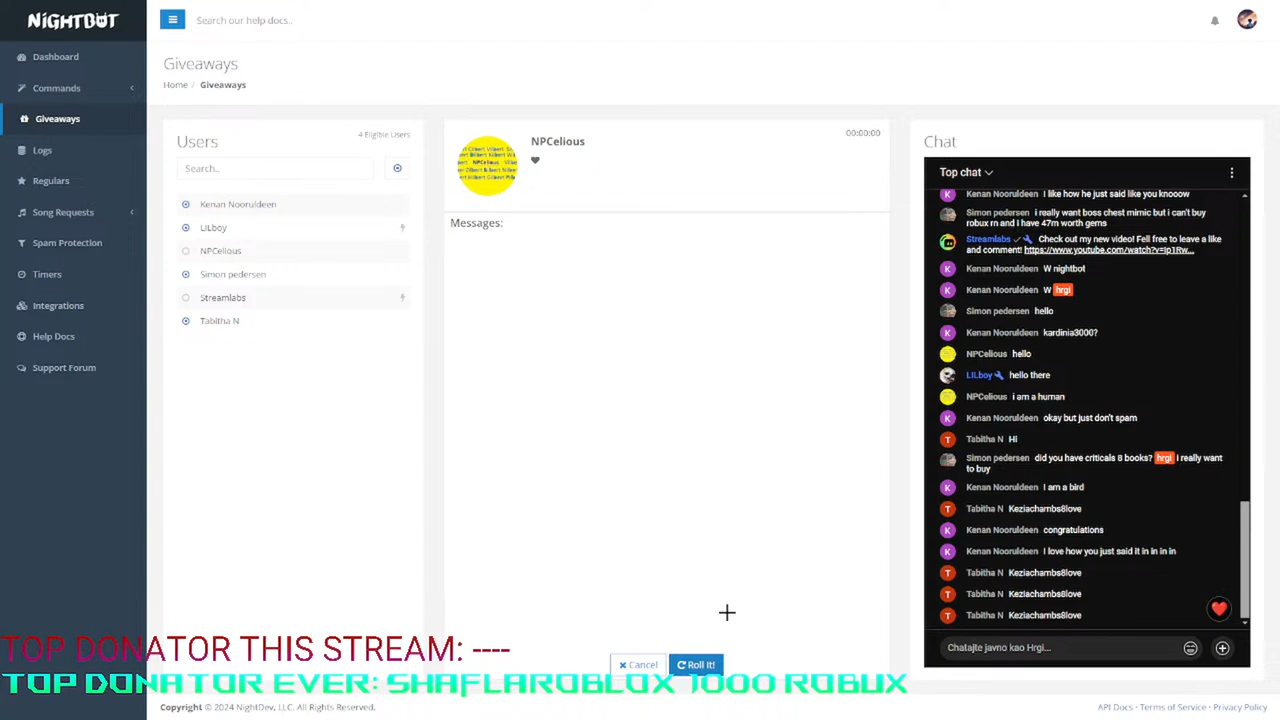 NiGHTBOT
Search our help docs..
Dashboard
Commands
Giveaways
Logs
Regulars
Song Requests
Spam Protection
Timers
Integrations
Help Docs
Support Forum
Giveaways
Home / Giveaways
Users
4 Eligible Users
Search..
Kenan Nooruldeen
LILboy
NPCelious
Simon pedersen
Streamlabs
Tabitha N
NPCelious
00:00:00
Messages:
Cancel
Roll It!
Chat
Top chat
Kenan Nooruldeen I like how he just said like you knoooow
Simon pedersen i really want boss chest mimic but i can't buy
robux rn and i have 47m worth gems
Streamlabs Check out my new video! Fell free to leave a like
and comment! https://www.youtube.com/watch?v=Ip1Rw...
Kenan Nooruldeen W nightbot
Kenan Nooruldeen W hrgi
Simon pedersen hello
Kenan Nooruldeen kardinia3000?
NPCelious hello
LILboy hello there
NPCelious i am a human
Kenan Nooruldeen okay but just don't spam
Tabitha N Hi
Simon pedersen did you have criticals 8 books? hrgi i really want
to buy
Kenan Nooruldeen I am a bird
Tabitha N Keziachambs8love
Kenan Nooruldeen congratulations
Kenan Nooruldeen I love how you just said it in in in in
Tabitha N Keziachambs8love
Tabitha N Keziachambs8love
Tabitha N Keziachambs8love
Chatajte javno kao Hrgi...
TOP DONATOR THIS STREAM: ----
TOP DONATOR EVER: SHAFLAROBLOX 1000 ROBUX
Copyright © 2024 NightDev, LLC. All Rights Reserved.
API Docs - Terms of Service - Privacy Policy